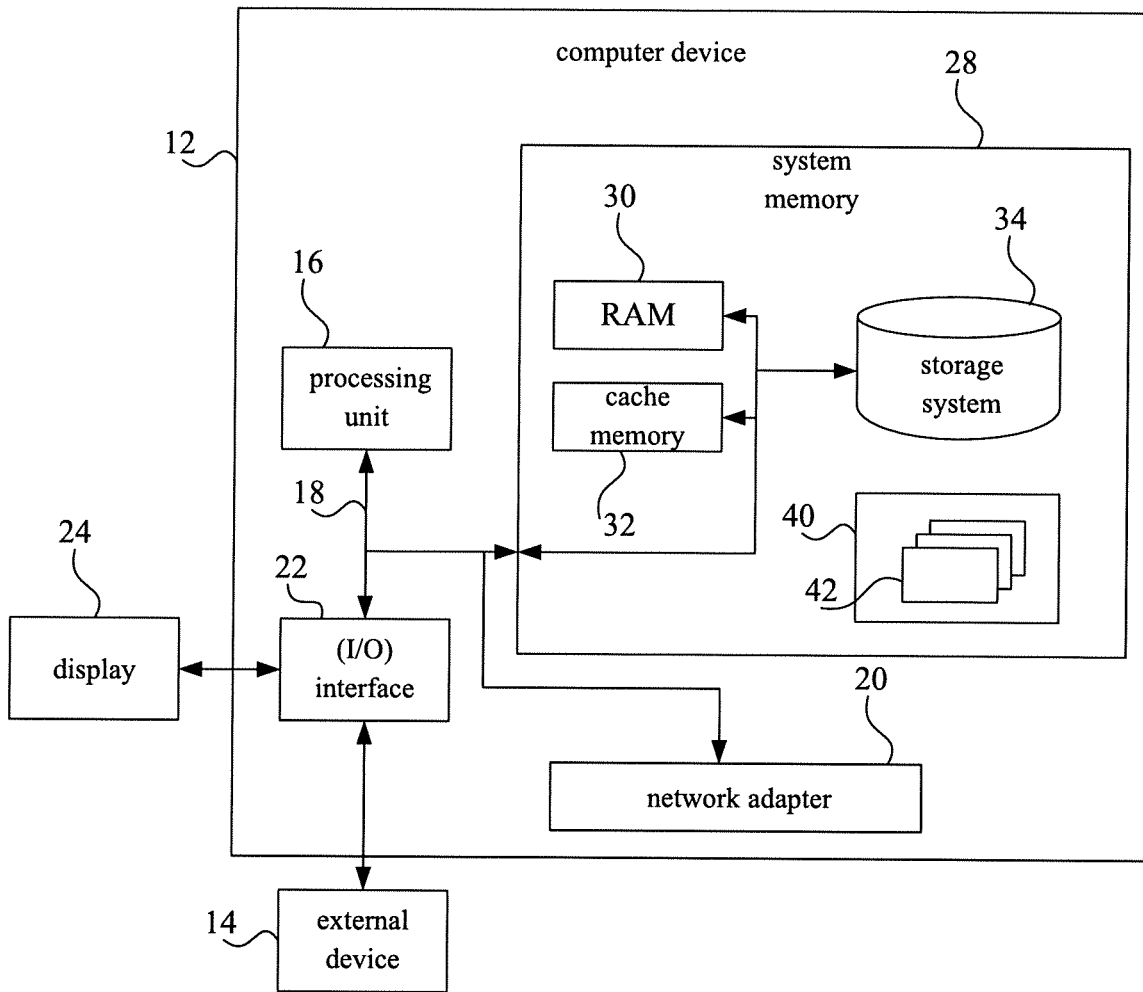 computer device
28
12
system
memory
30
34
16
RAM
processing
unit
storage
system
cache
memory
18
32
40
24
22
42
(I/O)
interface
display
20
network adapter
14
external
device